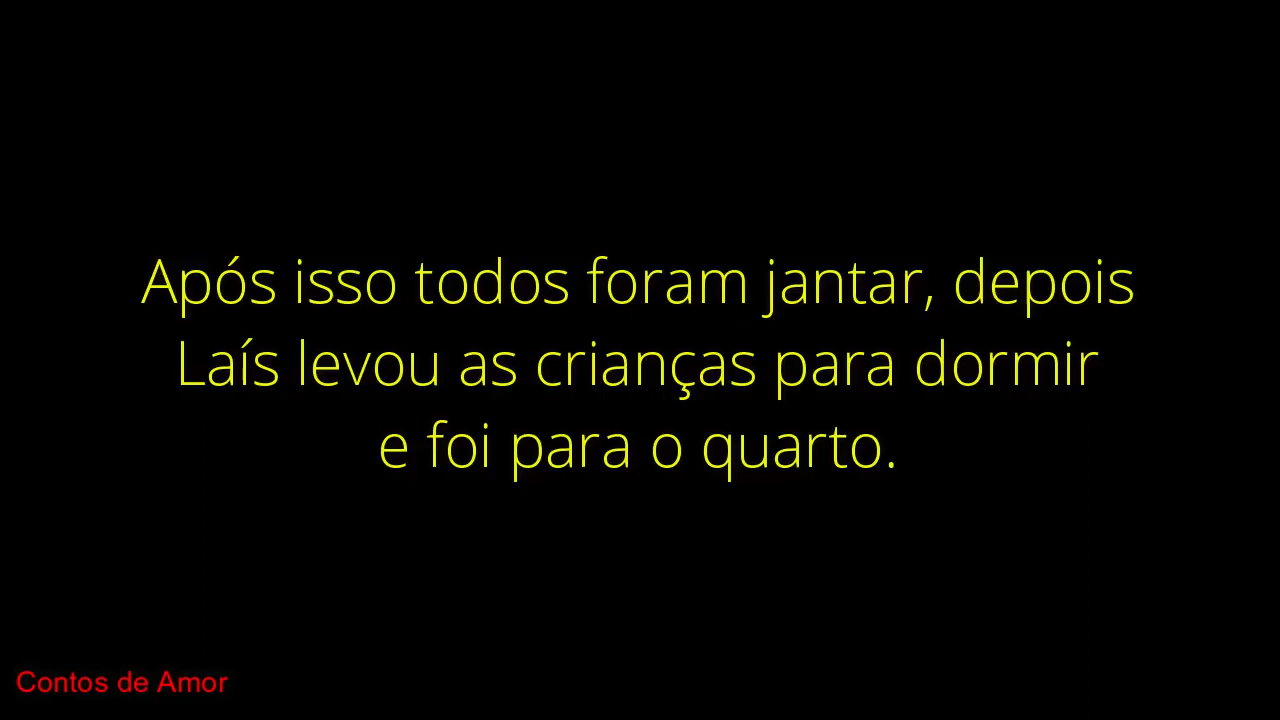 Após isso todos foram jantar, depois
Laís levou as crianças para dormir
e foi para o quarto.
Contos de Amor